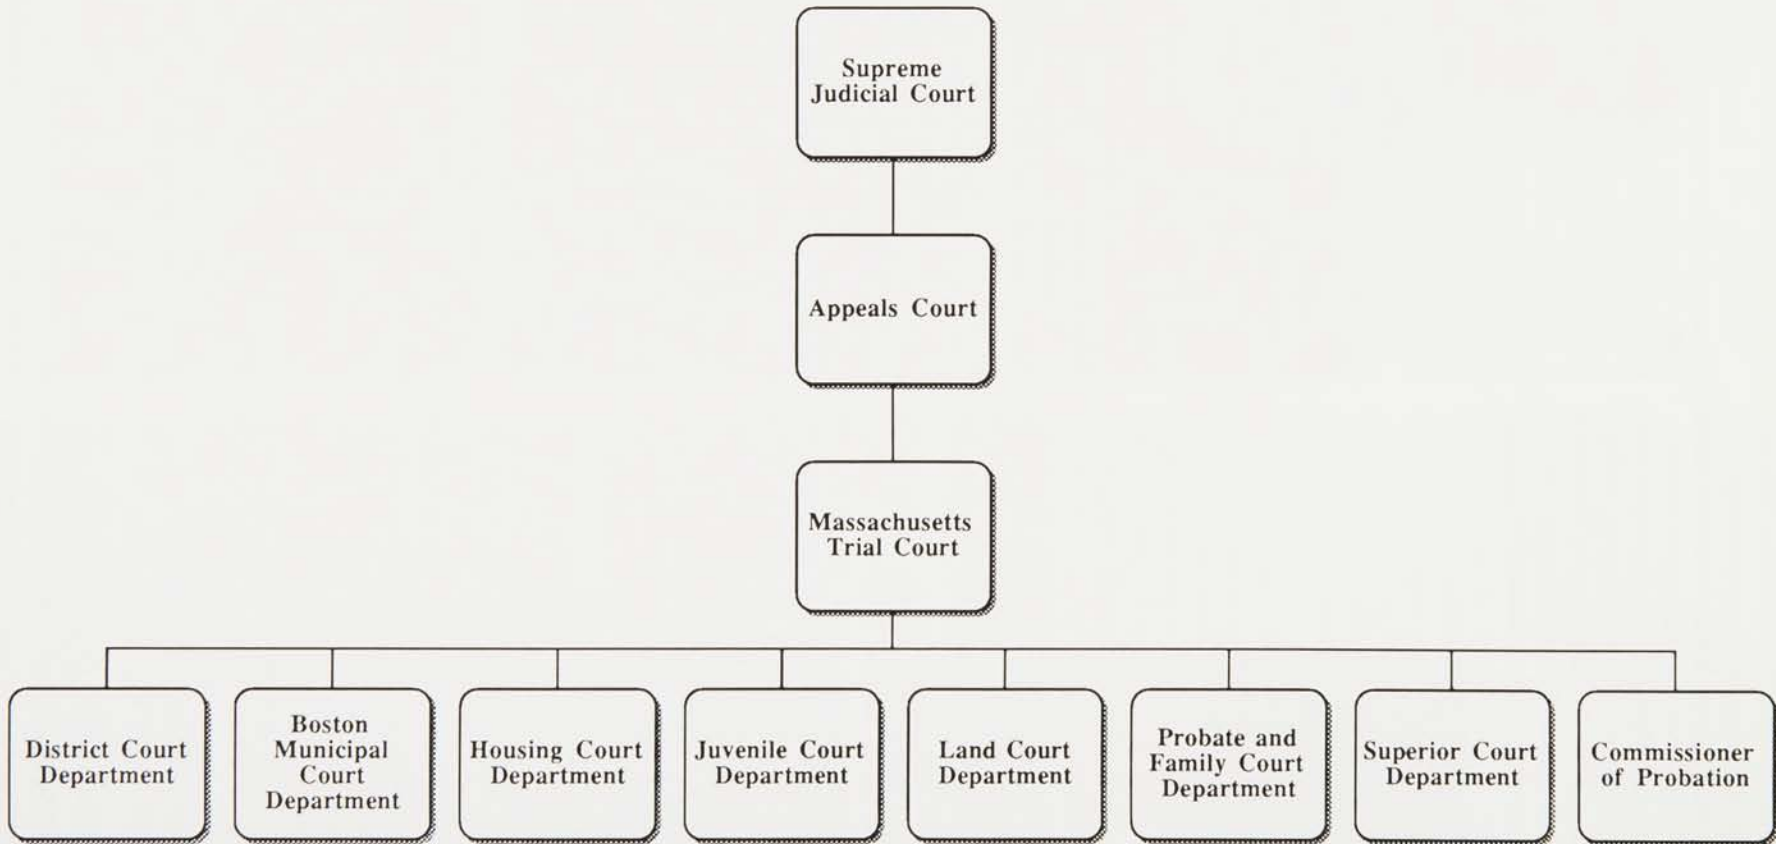 Supreme
Judicial Court
Appeals Court
Massachusetts
Trial Court
District Court
Department
Boston
Municipal
Court
Department
Housing Court
Department
Juvenile Court
Department
Land Court
Department
Probate and
Family Court
Department
Superior Court
Department
Commissioner
of Probation